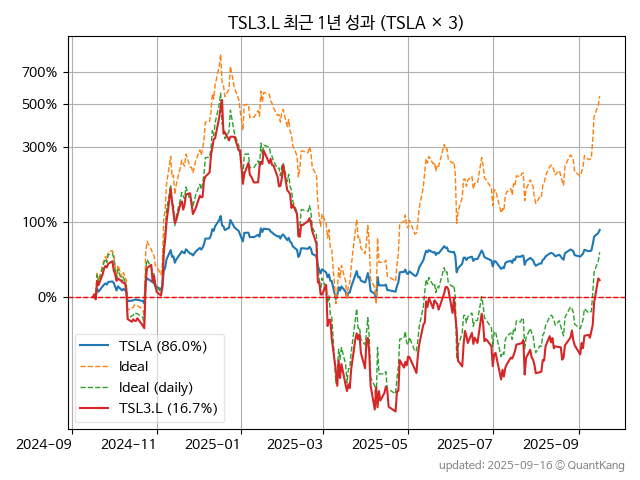 TSL3.L 최근 1년 성과 (TSLA × 3)
700%
500%
300%
100%
0%
TSLA (86.0%)
Ideal
Ideal (daily)
TSL3.L (16.7%)
2024-09
2024-11
2025-01
2025-03
2025-05
2025-07
2025-09
updated: 2025-09-16 © QuantKang